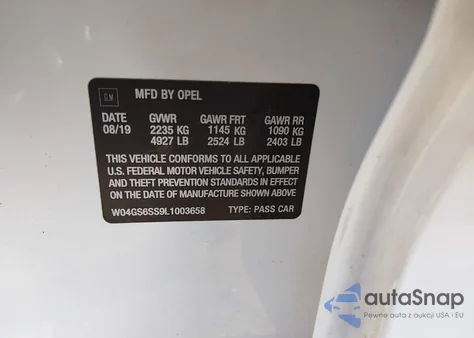 GM
MFD BY OPEL
DATE GVWR GAWR FRT GAWR RR
08/19 2235 KG 1145 KG 1090 KG
4927 LB 2524 LB 2403 LB
THIS VEHICLE CONFORMS TO ALL APPLICABLE
U.S. FEDERAL MOTOR VEHICLE SAFETY, BUMPER
AND THEFT PREVENTION STANDARDS IN EFFECT
ON THE DATE OF MANUFACTURE SHOWN ABOVE
W04GS6SS9L1003658 TYPE: PASS CAR
autoSnap
Pewne auta z aukcji USA i EU